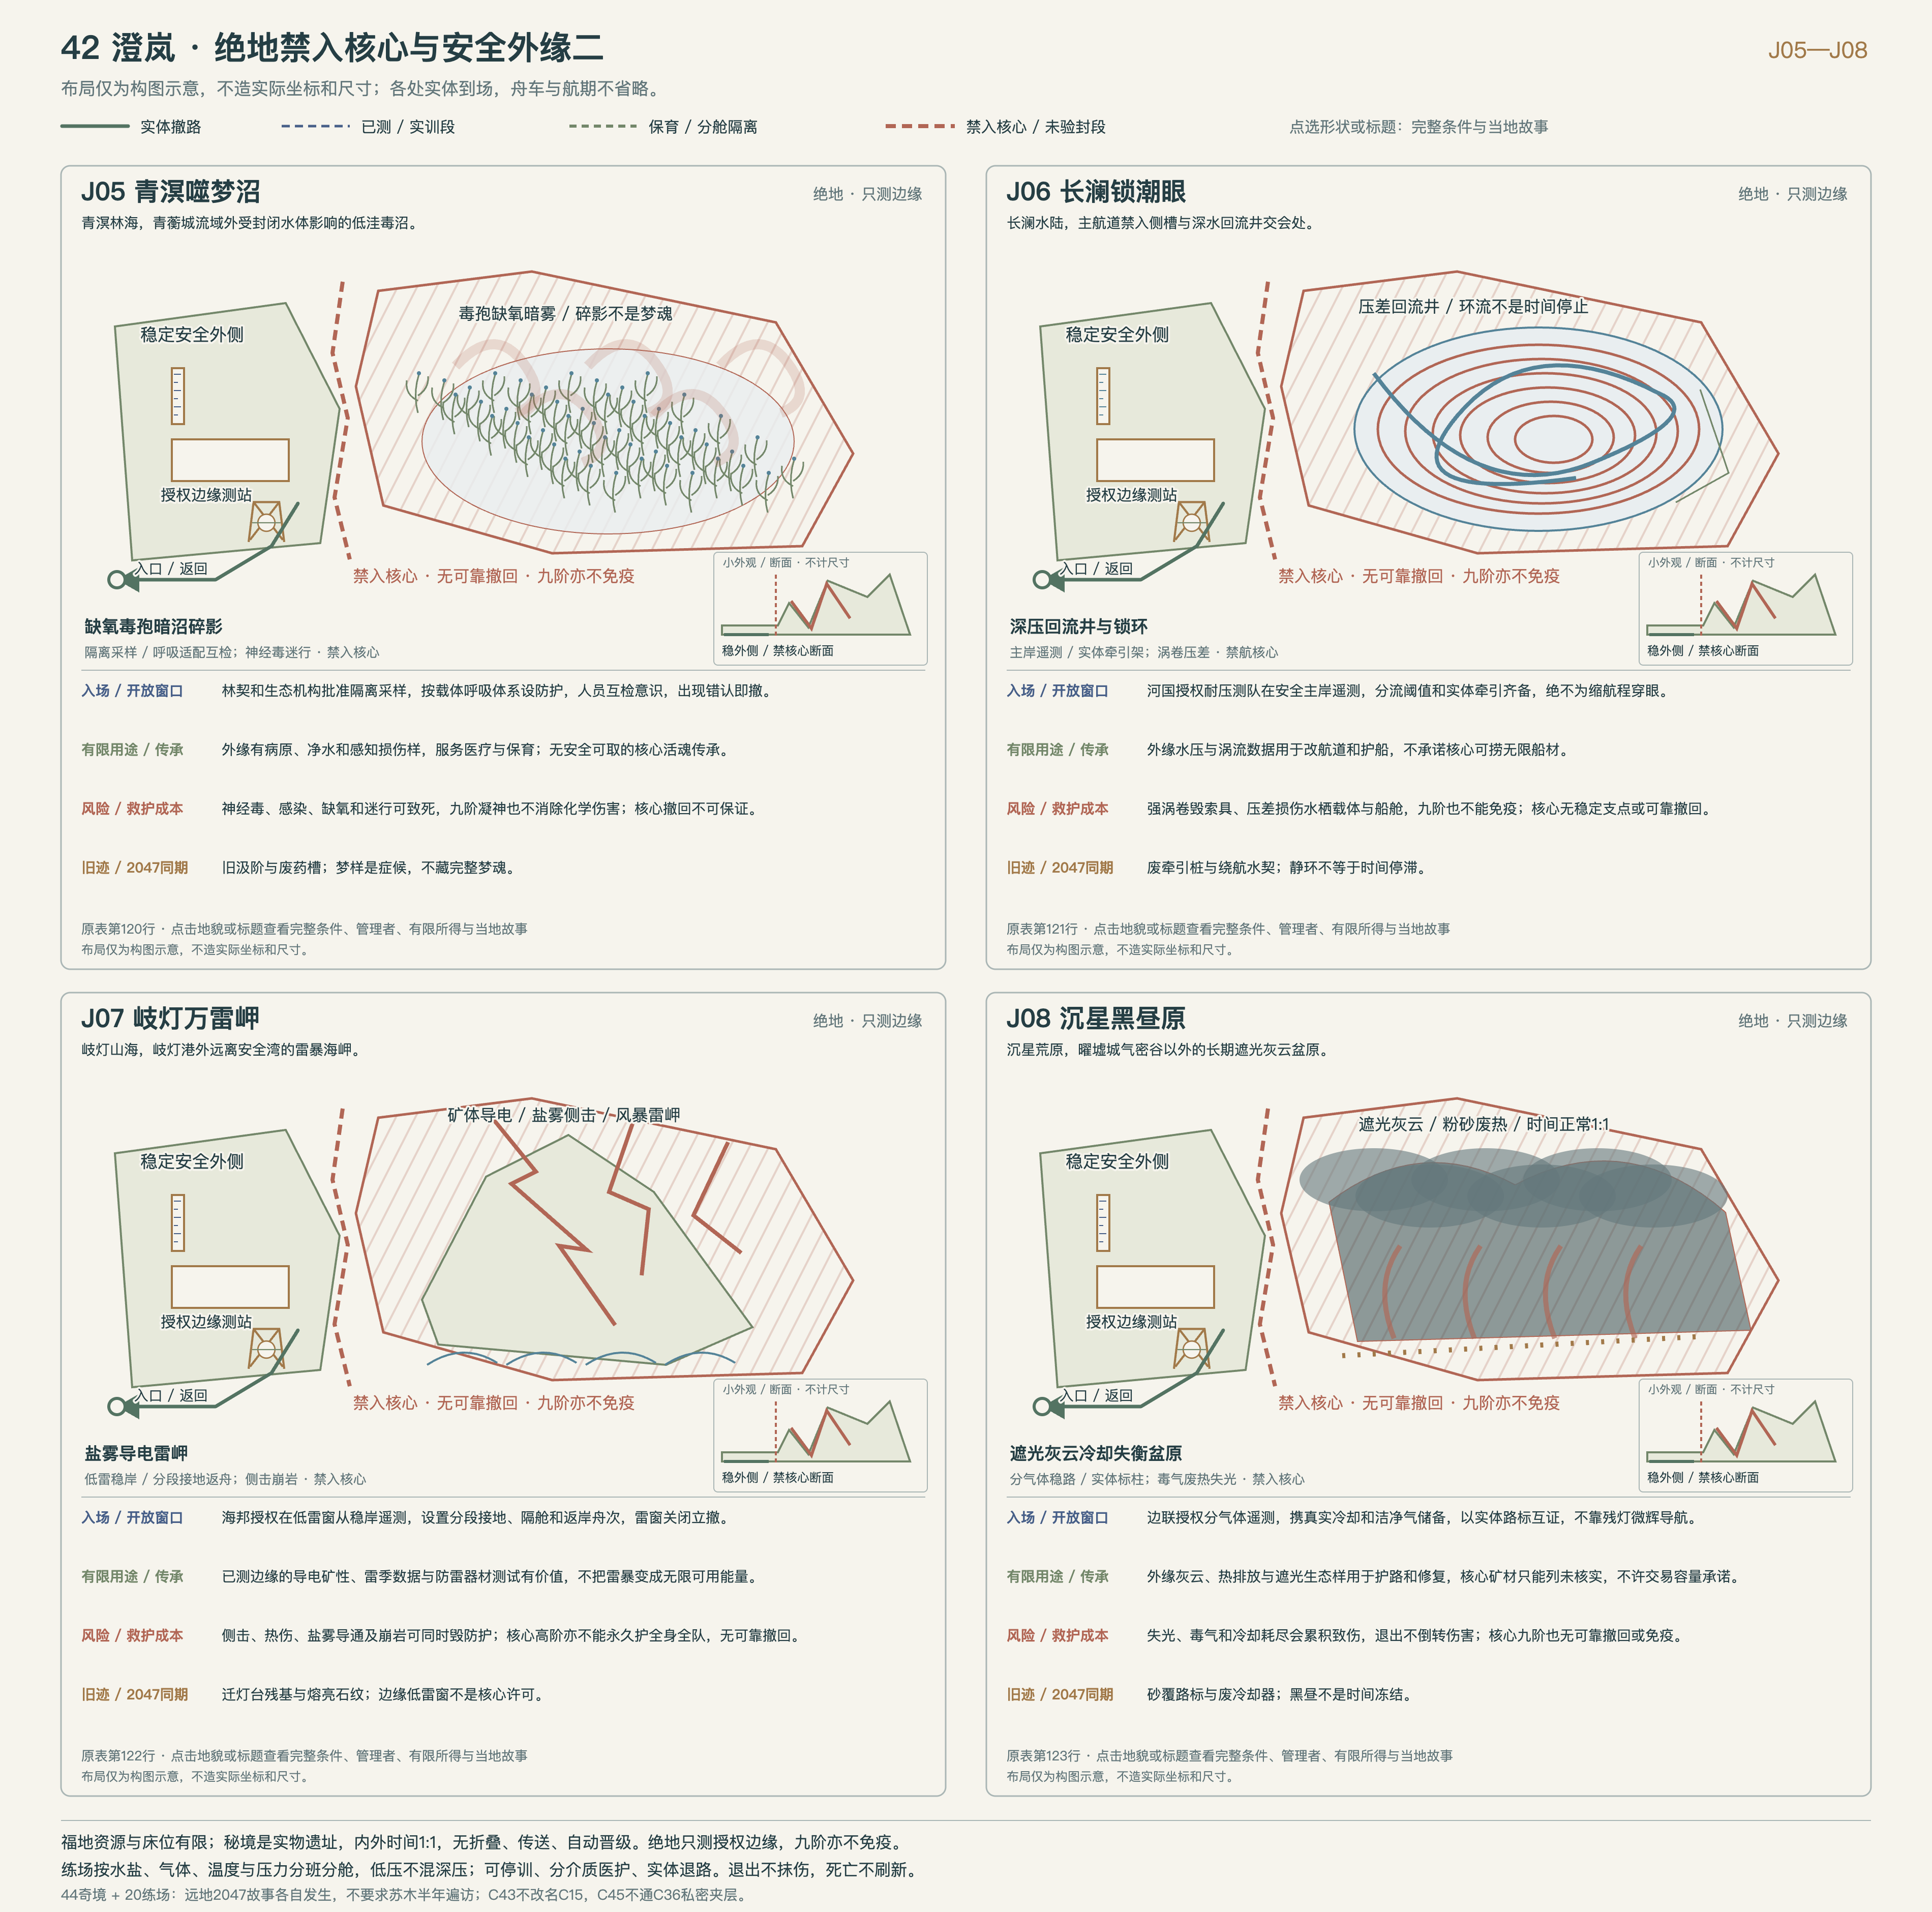 42 澄岚 · 绝地禁入核心与安全外缘二
J05—J08
布局仅为构图示意，不造实际坐标和尺寸；各处实体到场，舟车与航期不省略。
实体撤路
已测 / 实训段
保育 / 分舱隔离
禁入核心 / 未验封段
点选形状或标题：完整条件与当地故事
J05 青溟噬梦沼
绝地 · 只测边缘
青溟林海，青蘅城流域外受封闭水体影响的低洼毒沼。
毒孢缺氧暗雾 / 碎影不是梦魂
稳定安全外侧
授权边缘测站
入口 / 返回
禁入核心 · 无可靠撤回 · 九阶亦不免疫
小外观 / 断面 · 不计尺寸
稳外侧 / 禁核心断面
缺氧毒孢暗沼碎影
隔离采样 / 呼吸适配互检；神经毒迷行 · 禁入核心
入场 / 开放窗口
林契和生态机构批准隔离采样，按载体呼吸体系设防护，人员互检意识，出现错认即撤。
有限用途 / 传承
外缘有病原、净水和感知损伤样，服务医疗与保育；无安全可取的核心活魂传承。
风险 / 救护成本
神经毒、感染、缺氧和迷行可致死，九阶凝神也不消除化学伤害；核心撤回不可保证。
旧迹 / 2047同期
旧汲阶与废药槽；梦样是症候，不藏完整梦魂。
原表第120行 · 点击地貌或标题查看完整条件、管理者、有限所得与当地故事
布局仅为构图示意，不造实际坐标和尺寸。
J06 长澜锁潮眼
绝地 · 只测边缘
长澜水陆，主航道禁入侧槽与深水回流井交会处。
压差回流井 / 环流不是时间停止
稳定安全外侧
授权边缘测站
入口 / 返回
禁入核心 · 无可靠撤回 · 九阶亦不免疫
小外观 / 断面 · 不计尺寸
稳外侧 / 禁核心断面
深压回流井与锁环
主岸遥测 / 实体牵引架；涡卷压差 · 禁航核心
入场 / 开放窗口
河国授权耐压测队在安全主岸遥测，分流阈值和实体牵引齐备，绝不为缩航程穿眼。
有限用途 / 传承
外缘水压与涡流数据用于改航道和护船，不承诺核心可捞无限船材。
风险 / 救护成本
强涡卷毁索具、压差损伤水栖载体与船舱，九阶也不能免疫；核心无稳定支点或可靠撤回。
旧迹 / 2047同期
废牵引桩与绕航水契；静环不等于时间停滞。
原表第121行 · 点击地貌或标题查看完整条件、管理者、有限所得与当地故事
布局仅为构图示意，不造实际坐标和尺寸。
J07 岐灯万雷岬
绝地 · 只测边缘
岐灯山海，岐灯港外远离安全湾的雷暴海岬。
矿体导电 / 盐雾侧击 / 风暴雷岬
稳定安全外侧
授权边缘测站
入口 / 返回
禁入核心 · 无可靠撤回 · 九阶亦不免疫
小外观 / 断面 · 不计尺寸
稳外侧 / 禁核心断面
盐雾导电雷岬
低雷稳岸 / 分段接地返舟；侧击崩岩 · 禁入核心
入场 / 开放窗口
海邦授权在低雷窗从稳岸遥测，设置分段接地、隔舱和返岸舟次，雷窗关闭立撤。
有限用途 / 传承
已测边缘的导电矿性、雷季数据与防雷器材测试有价值，不把雷暴变成无限可用能量。
风险 / 救护成本
侧击、热伤、盐雾导通及崩岩可同时毁防护；核心高阶亦不能永久护全身全队，无可靠撤回。
旧迹 / 2047同期
迁灯台残基与熔亮石纹；边缘低雷窗不是核心许可。
原表第122行 · 点击地貌或标题查看完整条件、管理者、有限所得与当地故事
布局仅为构图示意，不造实际坐标和尺寸。
J08 沉星黑昼原
绝地 · 只测边缘
沉星荒原，曜墟城气密谷以外的长期遮光灰云盆原。
遮光灰云 / 粉砂废热 / 时间正常1:1
稳定安全外侧
授权边缘测站
入口 / 返回
禁入核心 · 无可靠撤回 · 九阶亦不免疫
小外观 / 断面 · 不计尺寸
稳外侧 / 禁核心断面
遮光灰云冷却失衡盆原
分气体稳路 / 实体标柱；毒气废热失光 · 禁入核心
入场 / 开放窗口
边联授权分气体遥测，携真实冷却和洁净气储备，以实体路标互证，不靠残灯微辉导航。
有限用途 / 传承
外缘灰云、热排放与遮光生态样用于护路和修复，核心矿材只能列未核实，不许交易容量承诺。
风险 / 救护成本
失光、毒气和冷却耗尽会累积致伤，退出不倒转伤害；核心九阶也无可靠撤回或免疫。
旧迹 / 2047同期
砂覆路标与废冷却器；黑昼不是时间冻结。
原表第123行 · 点击地貌或标题查看完整条件、管理者、有限所得与当地故事
布局仅为构图示意，不造实际坐标和尺寸。
福地资源与床位有限；秘境是实物遗址，内外时间1:1，无折叠、传送、自动晋级。绝地只测授权边缘，九阶亦不免疫。
练场按水盐、气体、温度与压力分班分舱，低压不混深压；可停训、分介质医护、实体退路。退出不抹伤，死亡不刷新。
44奇境 + 20练场：远地2047故事各自发生，不要求苏木半年遍访；C43不改名C15，C45不通C36私密夹层。